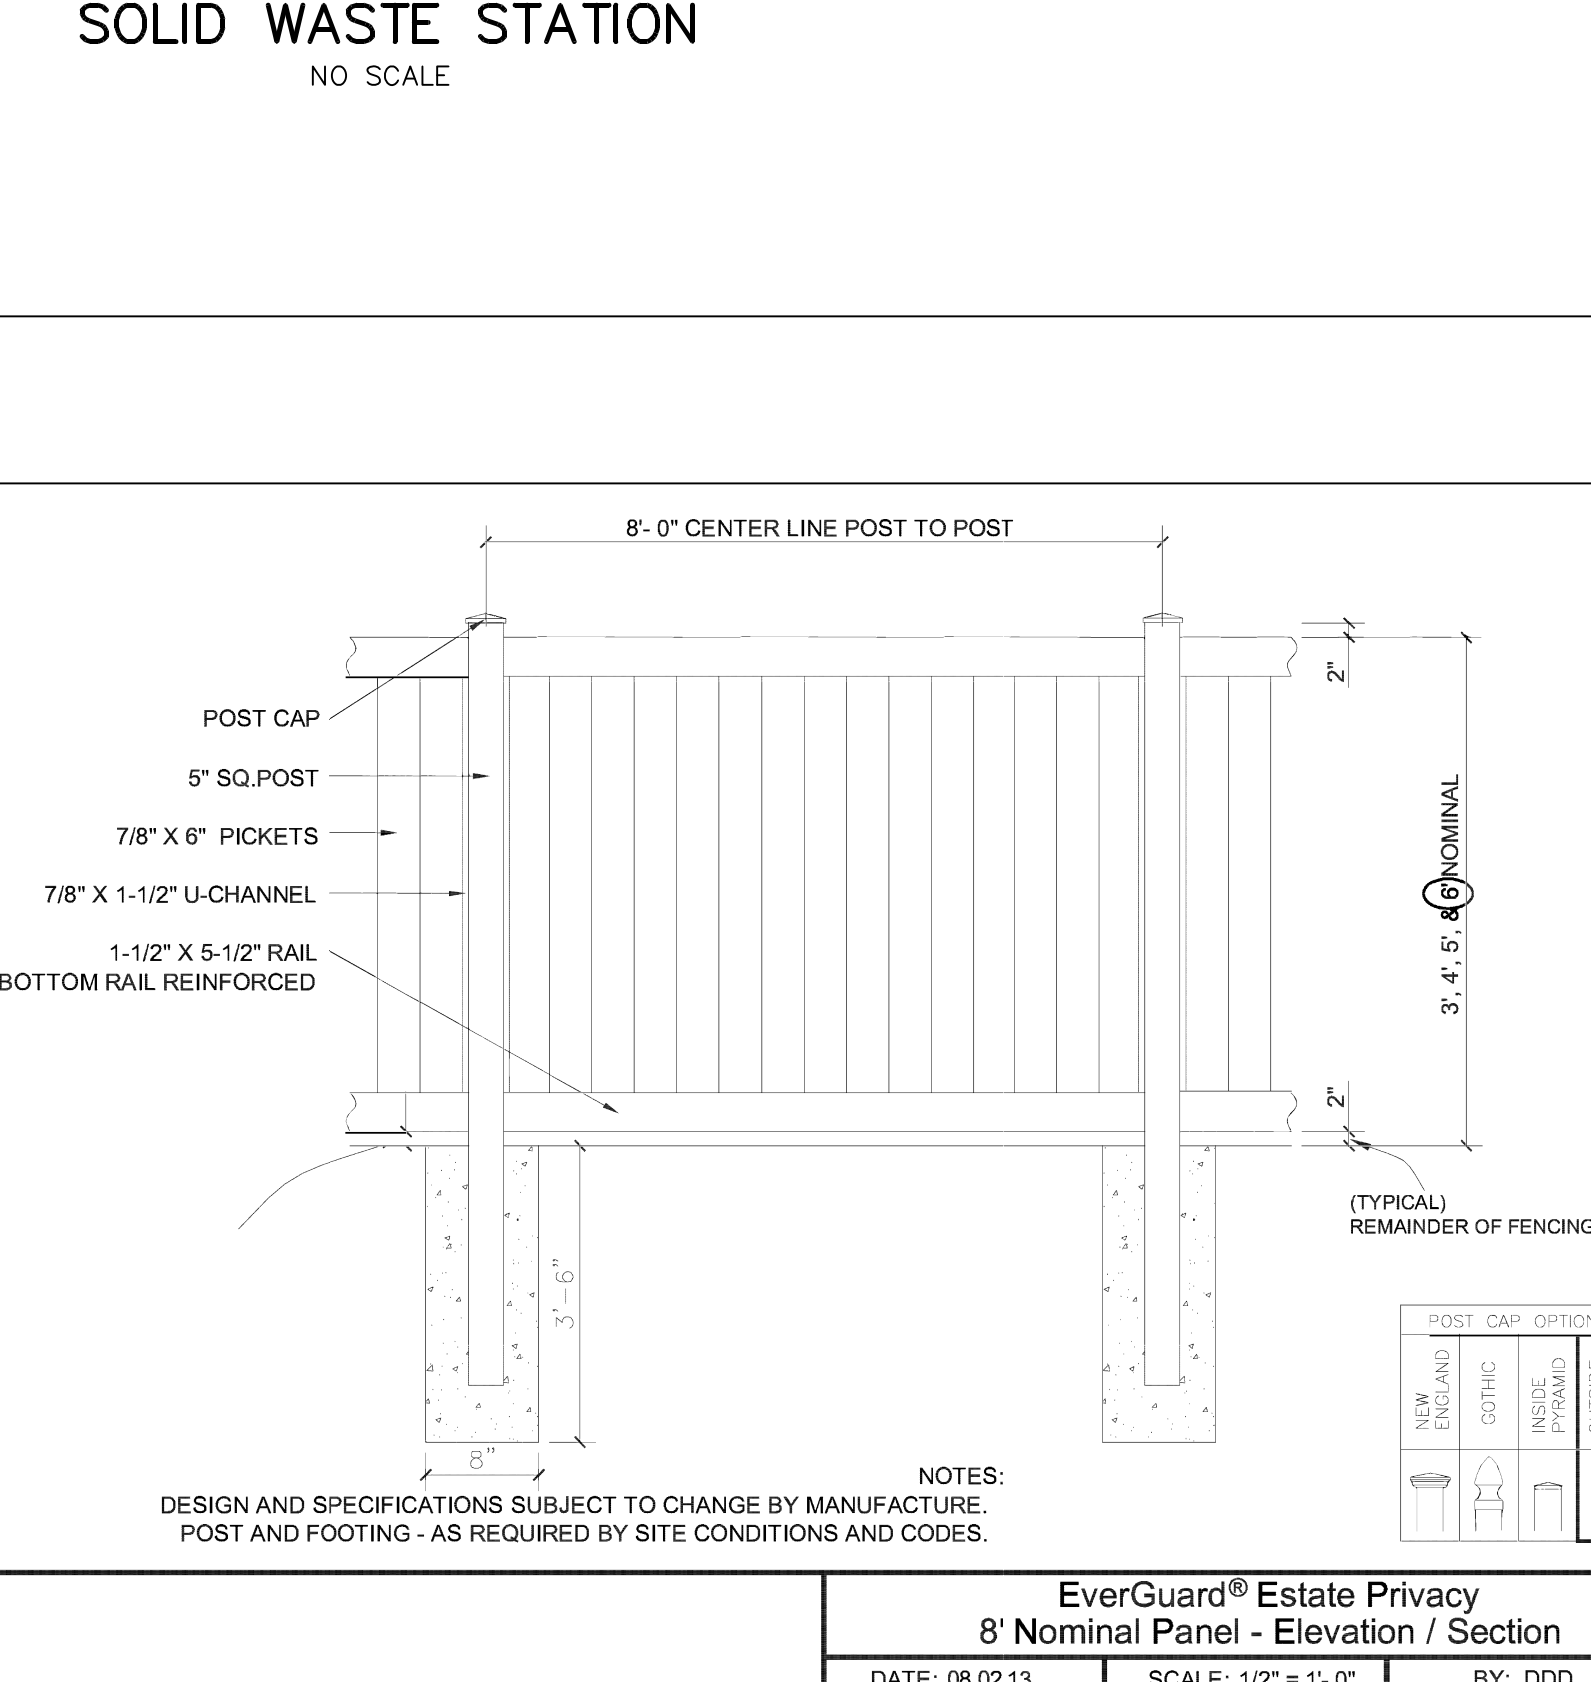 SOLID WASTE STATION
NO SCALE
8'- 0" CENTER LINE POST TO POST
POST CAP
5" SQ.POST
7/8" X 6" PICKETS
7/8" X 1-1/2" U-CHANNEL
1-1/2" X 5-1/2" RAIL
BOTTOM RAIL REINFORCED
2"
3', 4', 5', & 6' NOMINAL
2"
(TYPICAL)
REMAINDER OF FENCING
3'-6"
8"
NOTES:
DESIGN AND SPECIFICATIONS SUBJECT TO CHANGE BY MANUFACTURE.
POST AND FOOTING - AS REQUIRED BY SITE CONDITIONS AND CODES.
POST CAP OPTION
NEW
ENGLAND
GOTHIC
INSIDE
PYRAMID
EverGuard® Estate Privacy
8' Nominal Panel - Elevation / Section
DATE: 08.02.13
SCALE: 1/2" = 1'- 0"
BY: DDD